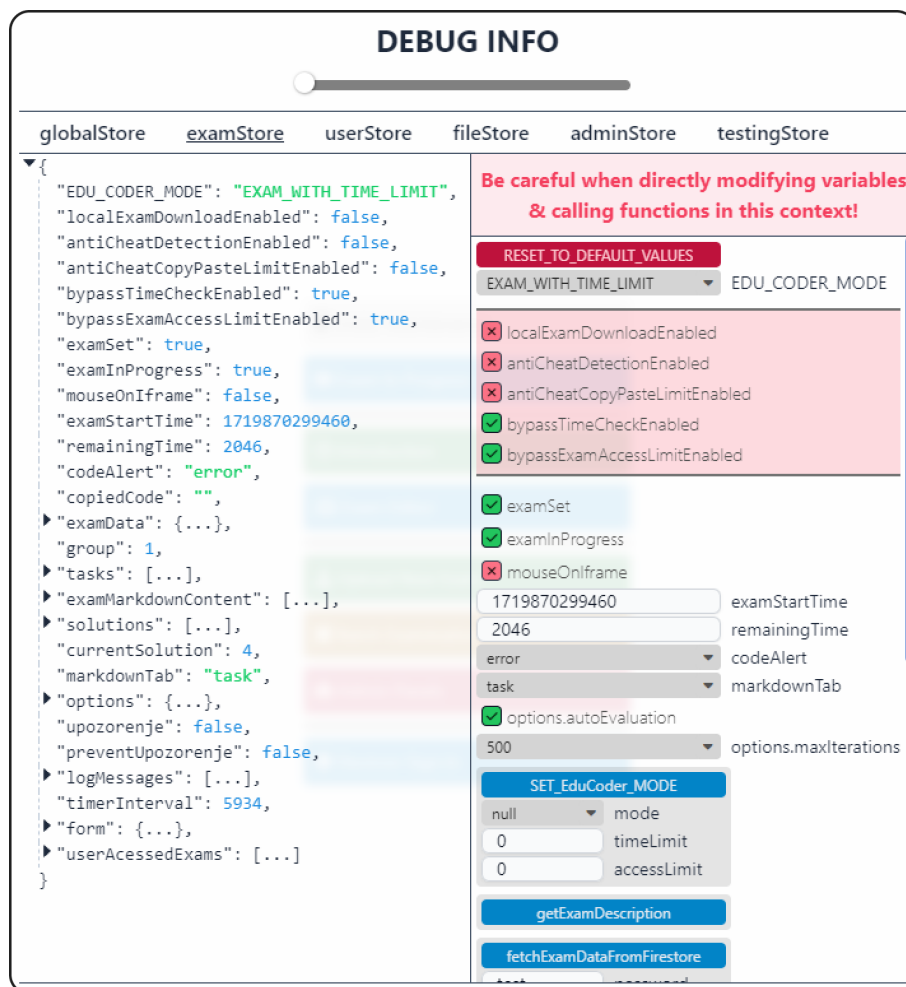 DEBUG INFO
globalStore examStore userStore fileStore adminStore testingStore
{
"EDU_CODER_MODE": "EXAM_WITH_TIME_LIMIT",
"localExamDownloadEnabled": false,
"antiCheatDetectionEnabled": false,
"antiCheatCopyPasteLimitEnabled": false,
"bypassTimeCheckEnabled": true,
"bypassExamAccessLimitEnabled": true,
"examSet": true,
"examInProgress": true,
"mouseOnIframe": false,
"examStartTime": 1719870299460,
"remainingTime": 2046,
"codeAlert": "error",
"copiedCode": "",
"examData": {...},
"group": 1,
"tasks": [...],
"examMarkdownContent": [...],
"solutions": [...],
"currentSolution": 4,
"markdownTab": "task",
"options": {...},
"upozorenje": false,
"preventUpozorenje": false,
"logMessages": [...],
"timerInterval": 5934,
"form": {...},
"userAcessedExams": [...]
}
Be careful when directly modifying variables
& calling functions in this context!
RESET_TO_DEFAULT_VALUES
EXAM_WITH_TIME_LIMIT EDU_CODER_MODE
localExamDownloadEnabled
antiCheatDetectionEnabled
antiCheatCopyPasteLimitEnabled
bypassTimeCheckEnabled
bypassExamAccessLimitEnabled
examSet
examInProgress
mouseOnIframe
1719870299460 examStartTime
2046 remainingTime
error codeAlert
task markdownTab
options.autoEvaluation
500 options.maxIterations
SET_EduCoder_MODE
null mode
0 timeLimit
0 accessLimit
getExamDescription
fetchExamDataFromFirestore
test password